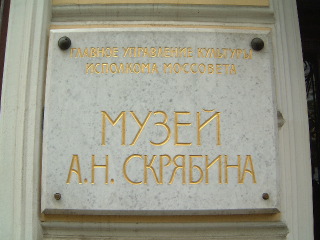 ГЛАВНОЕ УПРАВЛЕНИЕ КУЛЬТУРЫ
ИСПОЛКОМА МОССОВЕТА
МУЗЕЙ
А.Н. СКРЯБИНА